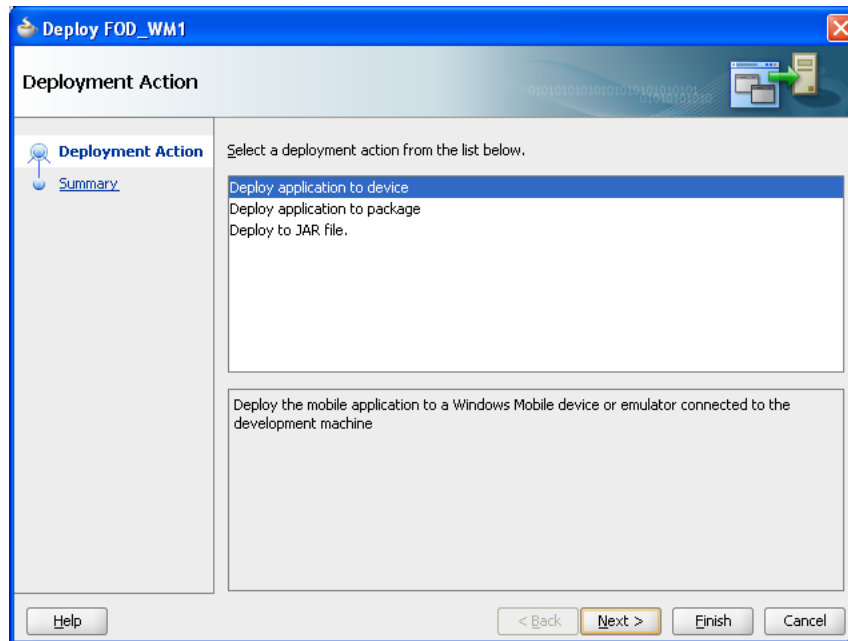 Deploy FOD_WM1
Deployment Action
010101010101010101010101010101
01010101010
Deployment Action
Summary
Select a deployment action from the list below.
Deploy application to device
Deploy application to package
Deploy to JAR file.
Deploy the mobile application to a Windows Mobile device or emulator connected to the
development machine
Help
< Back
Next >
Finish
Cancel